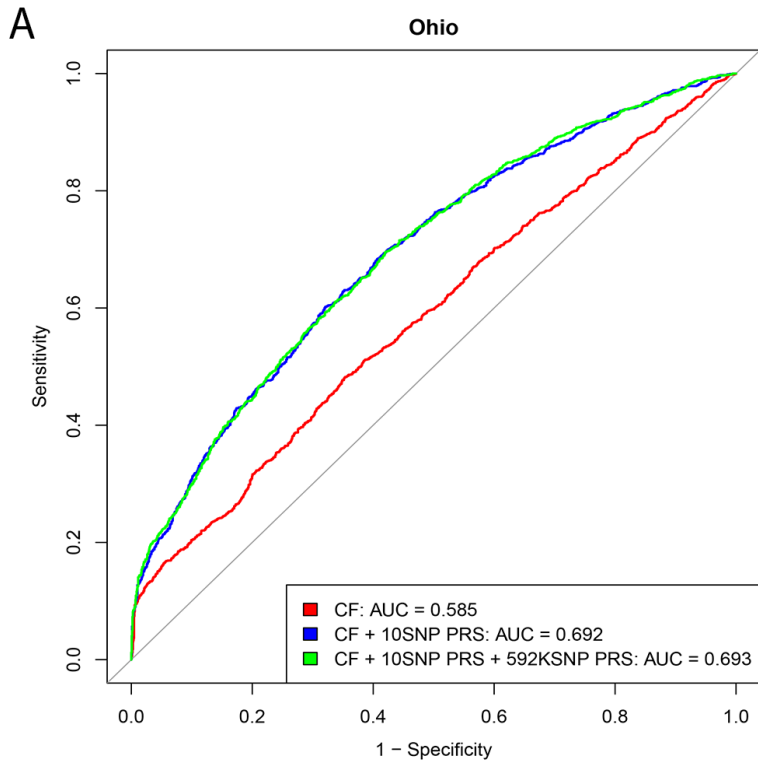 A
Ohio
Sensitivity
1.0
0.8
0.6
0.4
0.2
0.0
CF: AUC = 0.585
CF + 10SNP PRS: AUC = 0.692
CF + 10SNP PRS + 592KSNP PRS: AUC = 0.693
0.0 0.2 0.4 0.6 0.8 1.0
1 − Specificity